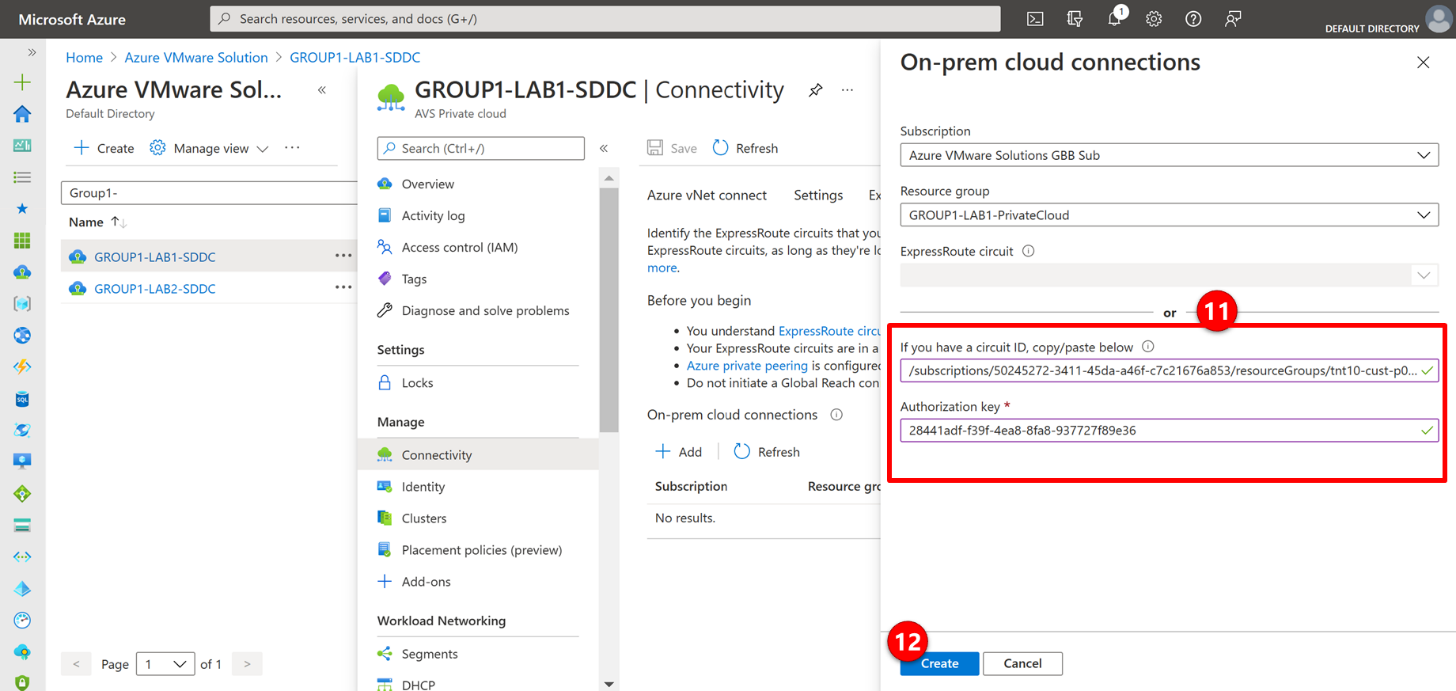 Microsoft Azure
Search resources, services, and docs (G+/)
1
DEFAULT DIRECTORY
Home > Azure VMware Solution > GROUP1-LAB1-SDDC
Azure VMware Sol...
Default Directory
Create
Manage view
Group1-
Name
GROUP1-LAB1-SDDC
GROUP1-LAB2-SDDC
< Page 1 of 1 >
GROUP1-LAB1-SDDC | Connectivity
AVS Private cloud
Search (Ctrl+/)
Overview
Activity log
Access control (IAM)
Tags
Diagnose and solve problems
Settings
Locks
Manage
Connectivity
Identity
Clusters
Placement policies (preview)
Add-ons
Workload Networking
Segments
DHCP
Save
Refresh
Azure vNet connect Settings Ex
Identify the ExpressRoute circuits that you
ExpressRoute circuits, as long as they're lo
more.
Before you begin
• You understand ExpressRoute circu
• Your ExpressRoute circuits are in a
• Azure private peering is configured
• Do not initiate a Global Reach con
On-prem cloud connections
Add
Refresh
Subscription Resource gro
No results.
On-prem cloud connections
Subscription
Azure VMware Solutions GBB Sub
Resource group
GROUP1-LAB1-PrivateCloud
ExpressRoute circuit
or
11
If you have a circuit ID, copy/paste below
/subscriptions/50245272-3411-45da-a46f-c7c21676a853/resourceGroups/tnt10-cust-p0...
Authorization key *
28441adf-f39f-4ea8-8fa8-937727f89e36
12
Create
Cancel